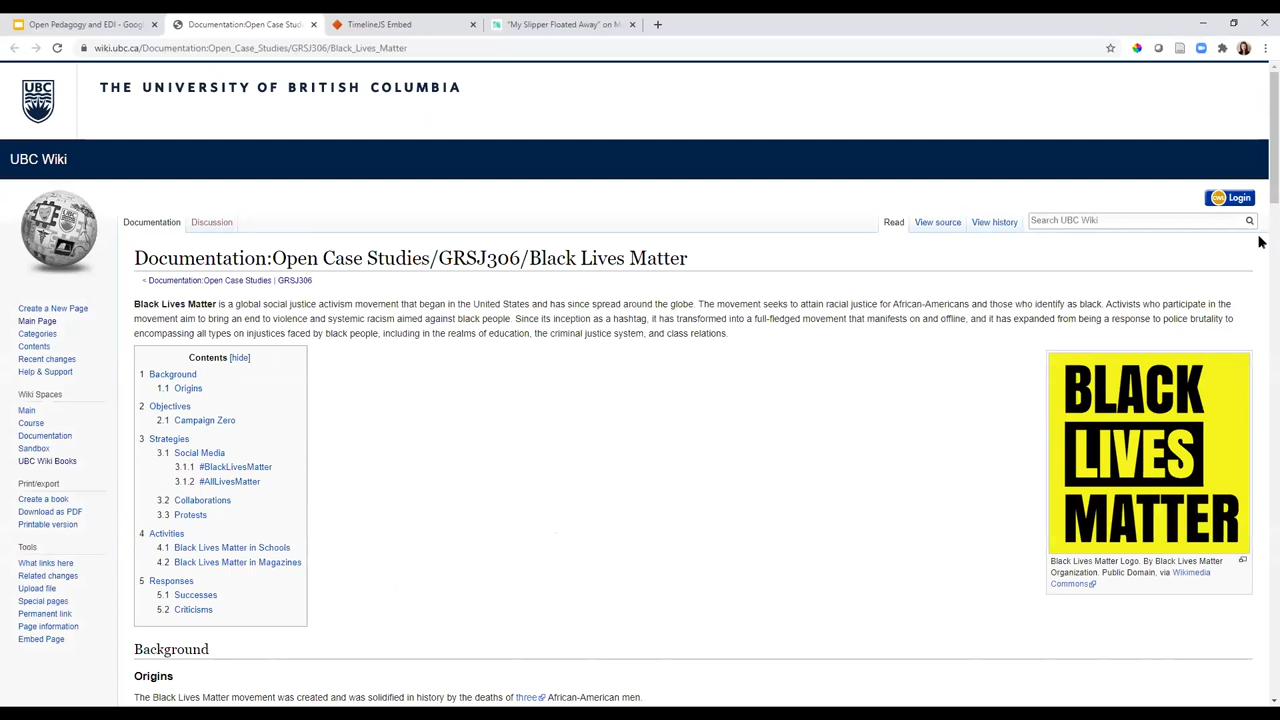 Open Pedagogy and EDI - Goog
Documentation:Open Case Stud
TimelineJS Embed
"My Slipper Floated Away" on M
wiki.ubc.ca/Documentation:Open_Case_Studies/GRSJ306/Black_Lives_Matter
UBC
THE UNIVERSITY OF BRITISH COLUMBIA
UBC Wiki
CWL Login
Documentation
Discussion
Read
View source
View history
Search UBC Wiki
Documentation:Open Case Studies/GRSJ306/Black Lives Matter
< Documentation:Open Case Studies | GRSJ306
Black Lives Matter is a global social justice activism movement that began in the United States and has since spread around the globe. The movement seeks to attain racial justice for African-Americans and those who identify as black. Activists who participate in the
movement aim to bring an end to violence and systemic racism aimed against black people. Since its inception as a hashtag, it has transformed into a full-fledged movement that manifests on and offline, and it has expanded from being a response to police brutality to
encompassing all types on injustices faced by black people, including in the realms of education, the criminal justice system, and class relations.
Create a New Page
Main Page
Categories
Contents
Recent changes
Help & Support
Wiki Spaces
Main
Course
Documentation
Sandbox
UBC Wiki Books
Print/export
Create a book
Download as PDF
Printable version
Tools
What links here
Related changes
Upload file
Special pages
Permanent link
Page information
Embed Page
Contents [hide]
1 Background
1.1 Origins
2 Objectives
2.1 Campaign Zero
3 Strategies
3.1 Social Media
3.1.1 #BlackLivesMatter
3.1.2 #AllLivesMatter
3.2 Collaborations
3.3 Protests
4 Activities
4.1 Black Lives Matter in Schools
4.2 Black Lives Matter in Magazines
5 Responses
5.1 Successes
5.2 Criticisms
BLACK
LIVES
MATTER
Black Lives Matter Logo. By Black Lives Matter
Organization. Public Domain, via Wikimedia
Commons
Background
Origins
The Black Lives Matter movement was created and was solidified in history by the deaths of three African-American men.